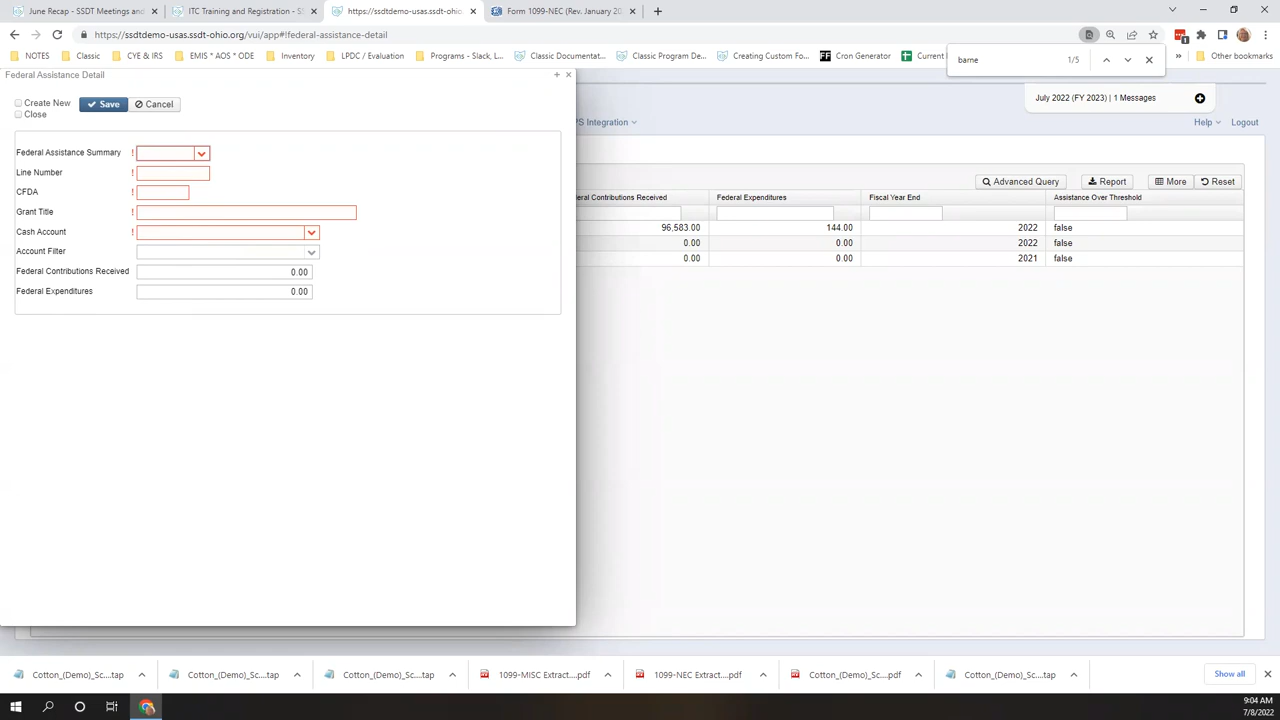 June Recap - SSDT Meetings and
ITC Training and Registration - SS
https://ssdtdemo-usas.ssdt-ohio
Form 1099-NEC (Rev. January 20
https://ssdtdemo-usas.ssdt-ohio.org/vui/app#!federal-assistance-detail
1
NOTES
Classic
CYE & IRS
EMIS * AOS * ODE
Inventory
LPDC / Evaluation
Programs - Slack, L...
Classic Documentat...
Classic Program De...
Creating Custom Fo...
Cron Generator
Current
Other bookmarks
bame
1/5
Federal Assistance Detail
July 2022 (FY 2023) | 1 Messages
Create New
Close
Save
Cancel
PS Integration
Help
Logout
Federal Assistance Summary
!
Line Number
!
CFDA
!
Grant Title
!
Cash Account
!
Account Filter
Federal Contributions Received
0.00
Federal Expenditures
0.00
Advanced Query
Report
More
Reset
eral Contributions Received
Federal Expenditures
Fiscal Year End
Assistance Over Threshold
96,583.00
144.00
2022
false
0.00
0.00
2022
false
0.00
0.00
2021
false
Cotton_(Demo)_Sc....tap
Cotton_(Demo)_Sc....tap
Cotton_(Demo)_Sc....tap
1099-MISC Extract....pdf
1099-NEC Extract....pdf
Cotton_(Demo)_Sc....pdf
Cotton_(Demo)_Sc....tap
Show all
9:04 AM
7/8/2022